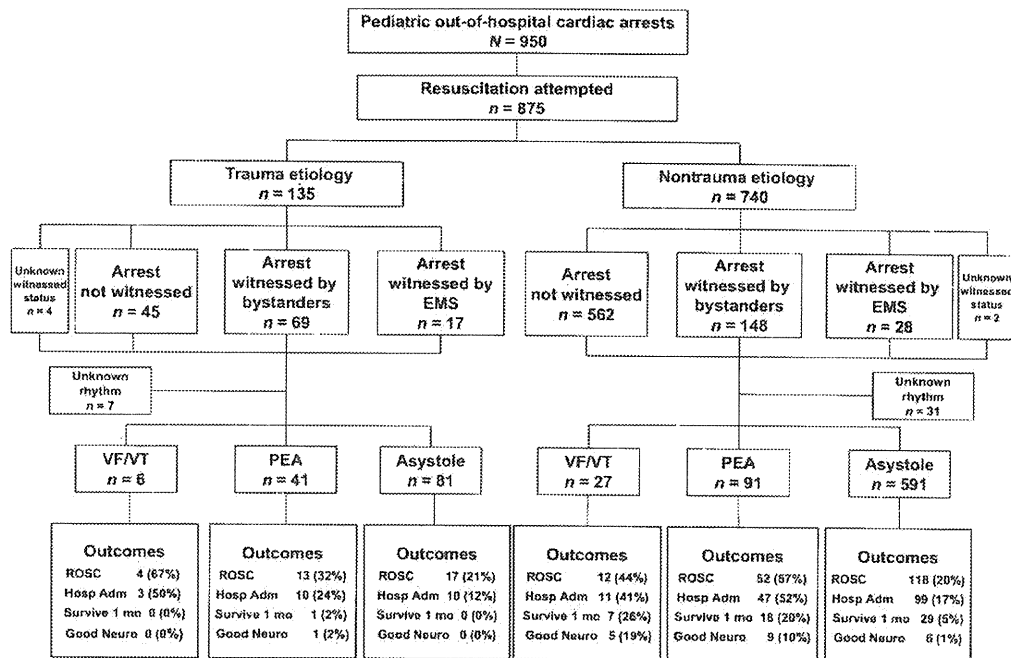 Pediatric out-of-hospital cardiac arrests
N = 950
Resuscitation attempted
n = 875
Trauma etiology
n = 135
Nontrauma etiology
n = 740
Unknown
witnessed
status
n = 4
Arrest
not witnessed
n = 45
Arrest
witnessed by
bystanders
n = 69
Arrest
witnessed by
EMS
n = 17
Arrest
not witnessed
n = 562
Arrest
witnessed by
bystanders
n = 148
Arrest
witnessed by
EMS
n = 28
Unknown
witnessed
status
n = 2
Unknown
rhythm
n = 7
Unknown
rhythm
n = 31
VF/VT
n = 6
PEA
n = 41
Asystole
n = 81
VF/VT
n = 27
PEA
n = 91
Asystole
n = 591
Outcomes
ROSC 4 (67%)
Hosp Adm 3 (50%)
Survive 1 mo 0 (0%)
Good Neuro 0 (0%)
Outcomes
ROSC 13 (32%)
Hosp Adm 10 (24%)
Survive 1 mo 1 (2%)
Good Neuro 1 (2%)
Outcomes
ROSC 17 (21%)
Hosp Adm 10 (12%)
Survive 1 mo 0 (0%)
Good Neuro 0 (0%)
Outcomes
ROSC 12 (44%)
Hosp Adm 11 (41%)
Survive 1 mo 7 (26%)
Good Neuro 5 (19%)
Outcomes
ROSC 52 (57%)
Hosp Adm 47 (52%)
Survive 1 mo 18 (20%)
Good Neuro 9 (10%)
Outcomes
ROSC 118 (20%)
Hosp Adm 99 (17%)
Survive 1 mo 29 (5%)
Good Neuro 6 (1%)